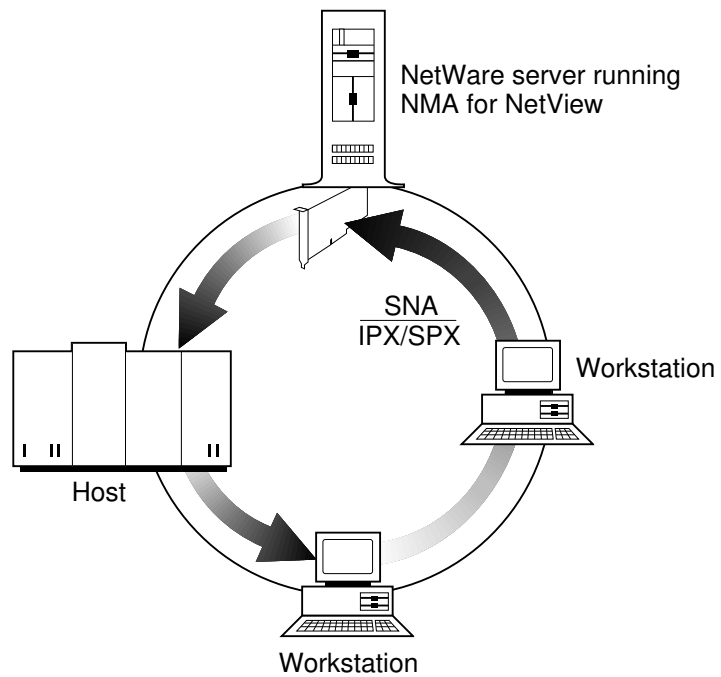 NetWare server running
NMA for NetView
SNA
IPX/SPX
Workstation
Host
Workstation